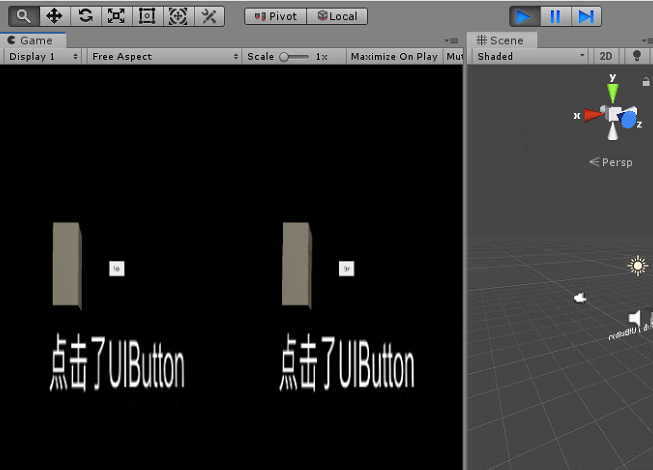 Pivot Local
Game
Display 1 Free Aspect Scale 1x Maximize On Play Mut
Scene
Shaded 2D
y
x
z
Persp
点击了UIButton 点击了UIButton